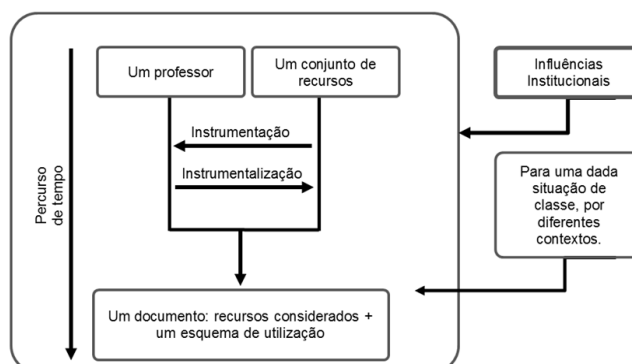 Um professor
Um conjunto de
recursos
Influências
Institucionais
Instrumentação
Instrumentalização
Percurso
de tempo
Para uma dada
situação de
classe, por
diferentes
contextos.
Um documento: recursos considerados +
um esquema de utilização